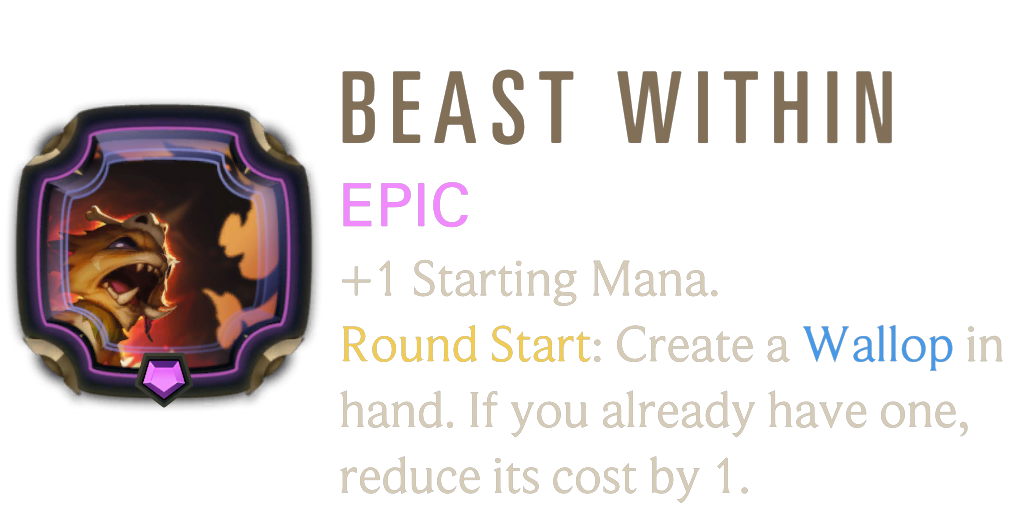 BEAST WITHIN
EPIC
+1 Starting Mana.
Round Start: Create a Wallop in
hand. If you already have one,
reduce its cost by 1.